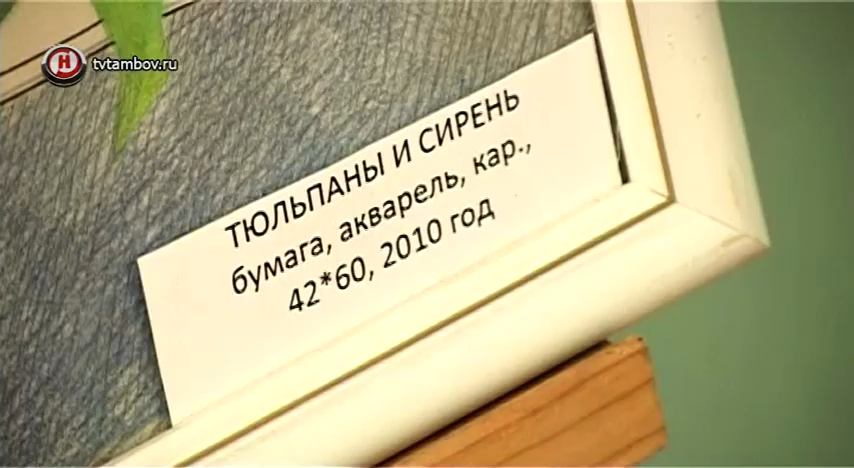 Н tvtambov.ru
ТЮЛЬПАНЫ И СИРЕНЬ
бумага, акварель, кар.,
42*60, 2010 год